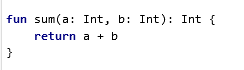 fun sum(a: Int, b: Int): Int {
    return a + b
}